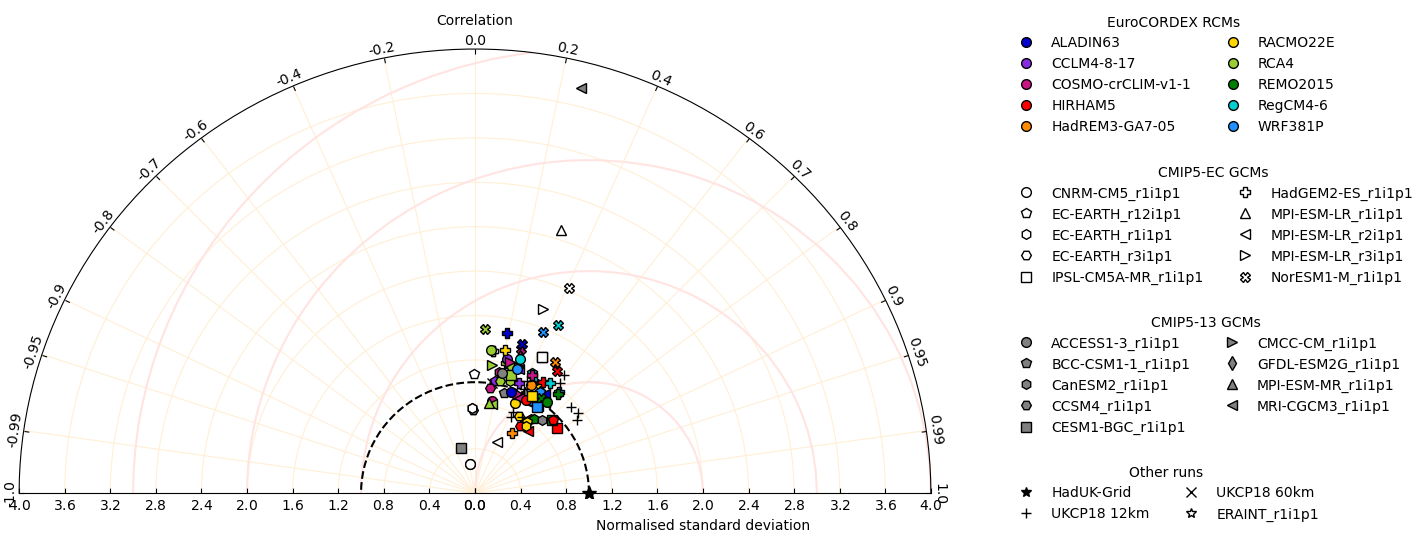 Correlation
-0.2 0.0 0.2
-0.4 0.4
-0.6 0.6
-0.7 0.7
-0.8 0.8
-0.9 0.9
-0.95 0.95
-0.99 0.99
1.0 1.0
4.0 3.6 3.2 2.8 2.4 2.0 1.6 1.2 0.8 0.4 0.0 0.0 0.4 0.8 1.2 1.6 2.0 2.4 2.8 3.2 3.6 4.0
Normalised standard deviation
EuroCORDEX RCMs
ALADIN63 RACMO22E
CCLM4-8-17 RCA4
COSMO-crCLIM-v1-1 REMO2015
HIRHAM5 RegCM4-6
HadREM3-GA7-05 WRF381P
CMIP5-EC GCMs
CNRM-CM5_r1i1p1 HadGEM2-ES_r1i1p1
EC-EARTH_r12i1p1 MPI-ESM-LR_r1i1p1
EC-EARTH_r1i1p1 MPI-ESM-LR_r2i1p1
EC-EARTH_r3i1p1 MPI-ESM-LR_r3i1p1
IPSL-CM5A-MR_r1i1p1 NorESM1-M_r1i1p1
CMIP5-13 GCMs
ACCESS1-3_r1i1p1 CMCC-CM_r1i1p1
BCC-CSM1-1_r1i1p1 GFDL-ESM2G_r1i1p1
CanESM2_r1i1p1 MPI-ESM-MR_r1i1p1
CCSM4_r1i1p1 MRI-CGCM3_r1i1p1
CESM1-BGC_r1i1p1
Other runs
HadUK-Grid UKCP18 60km
UKCP18 12km ERAINT_r1i1p1